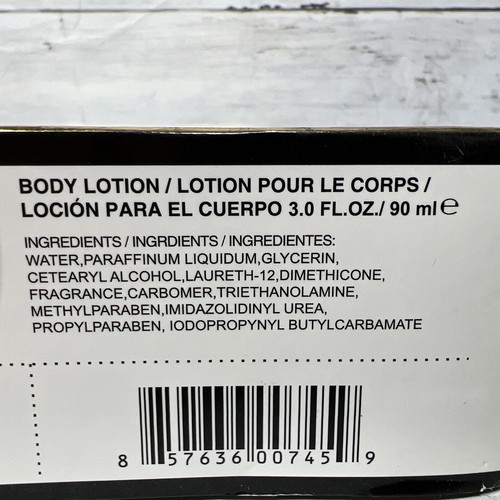 BODY LOTION / LOTION POUR LE CORPS /
LOCIÓN PARA EL CUERPO 3.0 FL.OZ./ 90 ml e
INGREDIENTS / INGRDIENTS / INGREDIENTES:
WATER,PARAFFINUM LIQUIDUM,GLYCERIN,
CETEARYL ALCOHOL,LAURETH-12,DIMETHICONE,
FRAGRANCE,CARBOMER,TRIETHANOLAMINE,
METHYLPARABEN,IMIDAZOLIDINYL UREA,
PROPYLPARABEN, IODOPROPYNYL BUTYLCARBAMATE
8 57636 00745 9